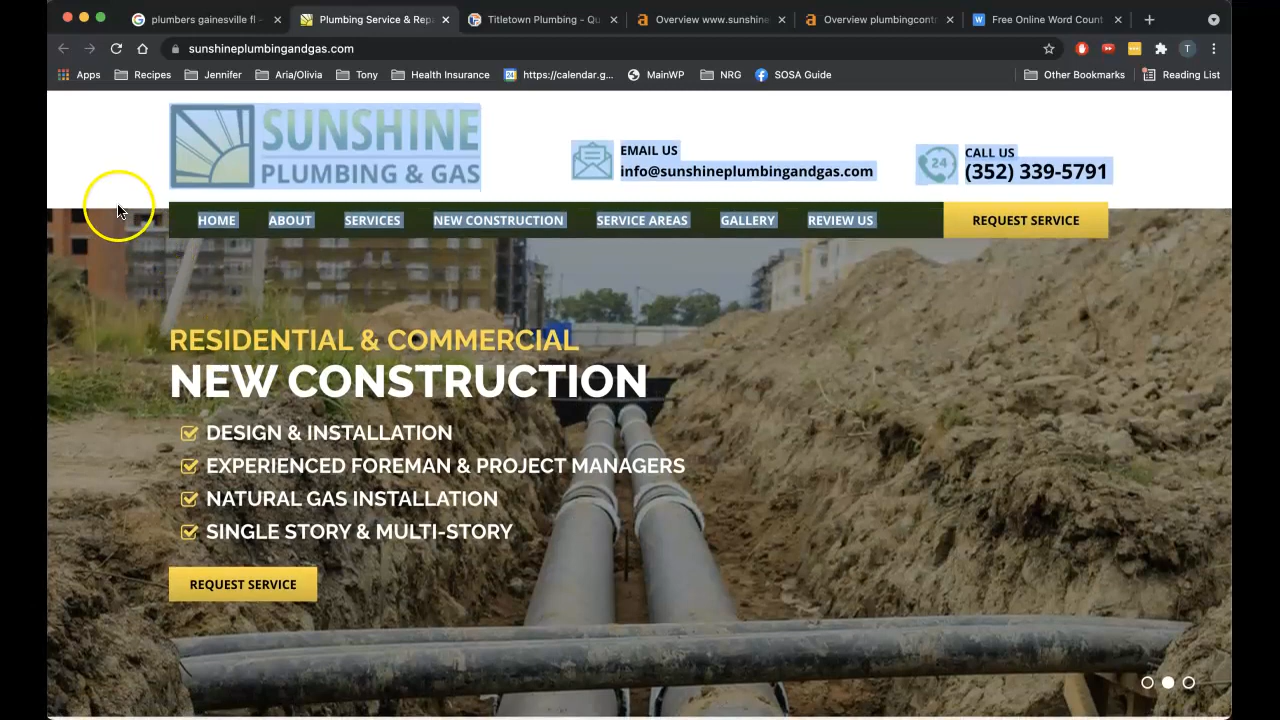 plumbers gainesville fl -
Plumbing Service & Repa
Titletown Plumbing - Qu
Overview www.sunshine
Overview plumbingcontr
Free Online Word Count
sunshineplumbingandgas.com
T
Apps
Recipes
Jennifer
Aria/Olivia
Tony
Health Insurance
https://calendar.g...
MainWP
NRG
SOSA Guide
Other Bookmarks
Reading List
SUNSHINE
PLUMBING & GAS
EMAIL US
info@sunshineplumbingandgas.com
24
CALL US
(352) 339-5791
HOME ABOUT SERVICES NEW CONSTRUCTION SERVICE AREAS GALLERY REVIEW US REQUEST SERVICE
RESIDENTIAL & COMMERCIAL
NEW CONSTRUCTION
DESIGN & INSTALLATION
EXPERIENCED FOREMAN & PROJECT MANAGERS
NATURAL GAS INSTALLATION
SINGLE STORY & MULTI-STORY
REQUEST SERVICE